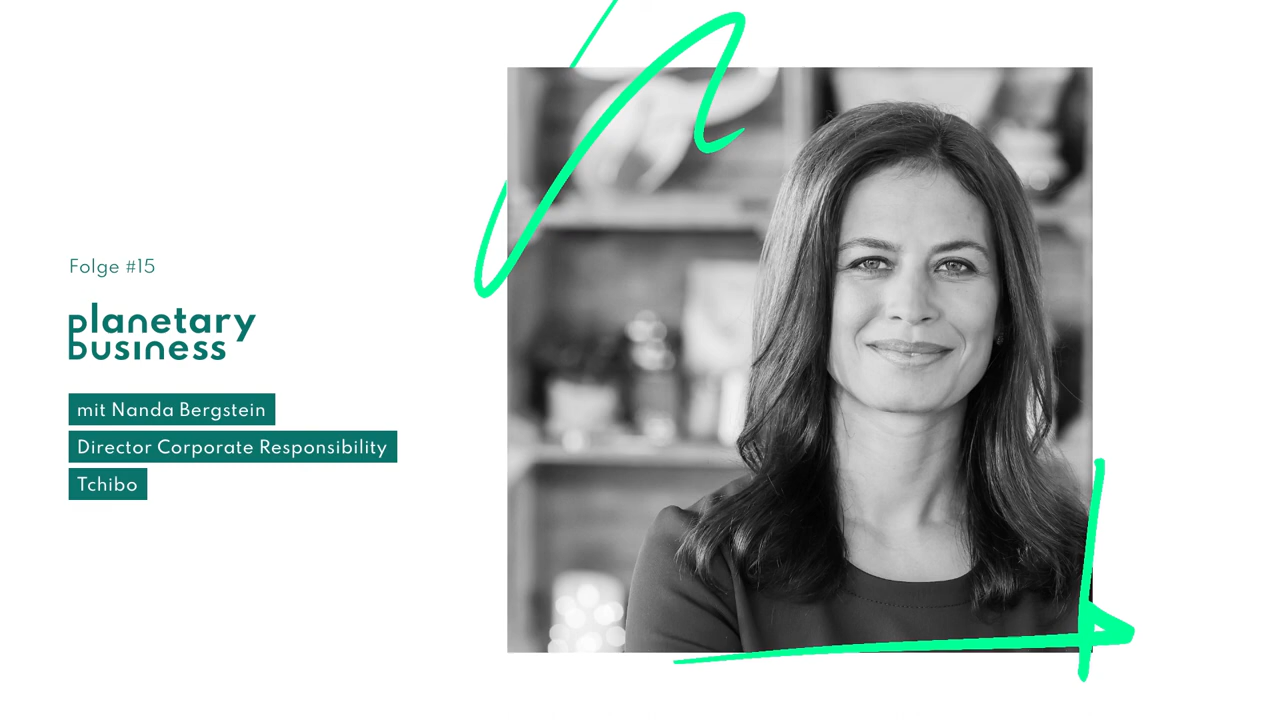 Folge #15
planetary
business
mit Nanda Bergstein
Director Corporate Responsibility
Tchibo